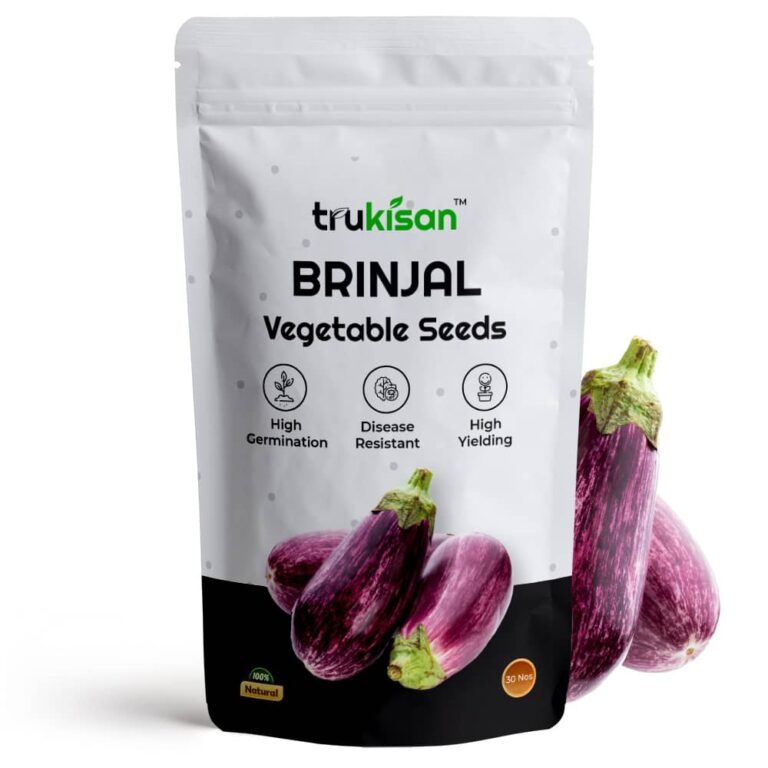 trukisan™
BRINJAL
Vegetable Seeds
High
Germination
Disease
Resistant
High
Yielding
100%
Natural
30 Nos